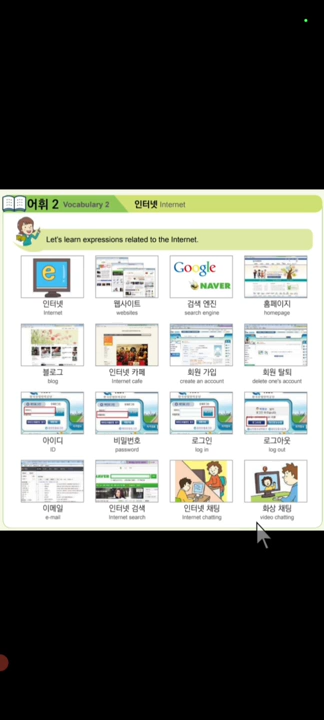 어휘 2 Vocabulary 2 인터넷 Internet
Let's learn expressions related to the Internet.
Google
NAVER
인터넷 웹사이트 검색 엔진 홈페이지
Internet websites search engine homepage
블로그 인터넷 카페 회원 가입 회원 탈퇴
blog Internet cafe create an account delete one's account
아이디 비밀번호 로그인 로그아웃
ID password log in log out
이메일 인터넷 검색 인터넷 채팅 화상 채팅
e-mail Internet search Internet chatting video chatting